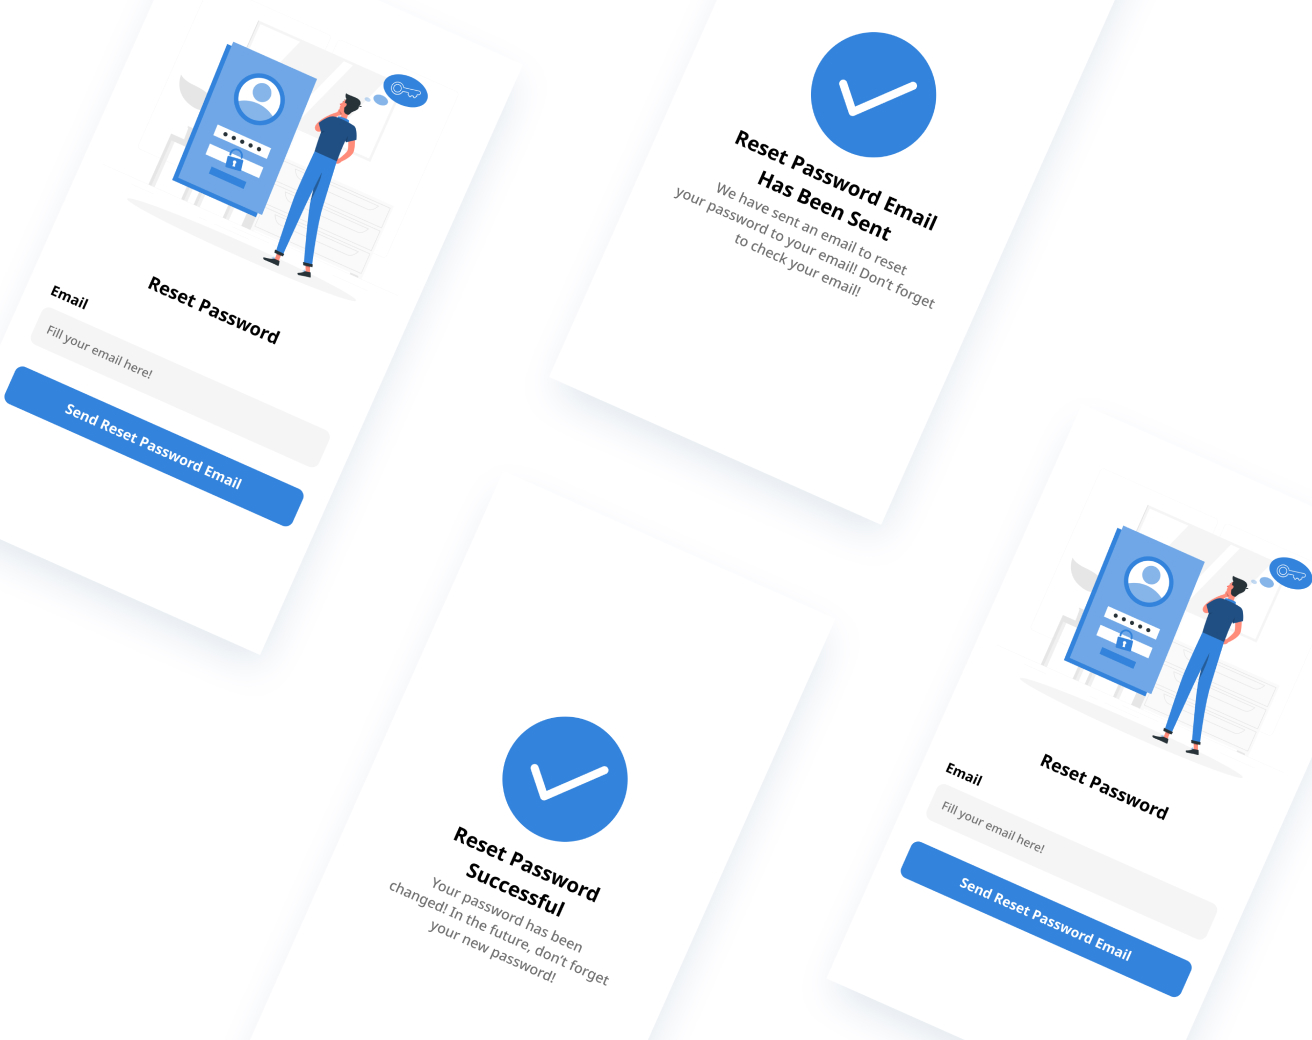 Reset Password
Email
Fill your email here!
Send Reset Password Email
Reset Password Email
Has Been Sent
We have sent an email to reset
your password to your email! Don't forget
to check your email!
Reset Password
Successful
Your password has been
changed! In the future, don't forget
your new password!
Reset Password
Email
Fill your email here!
Send Reset Password Email